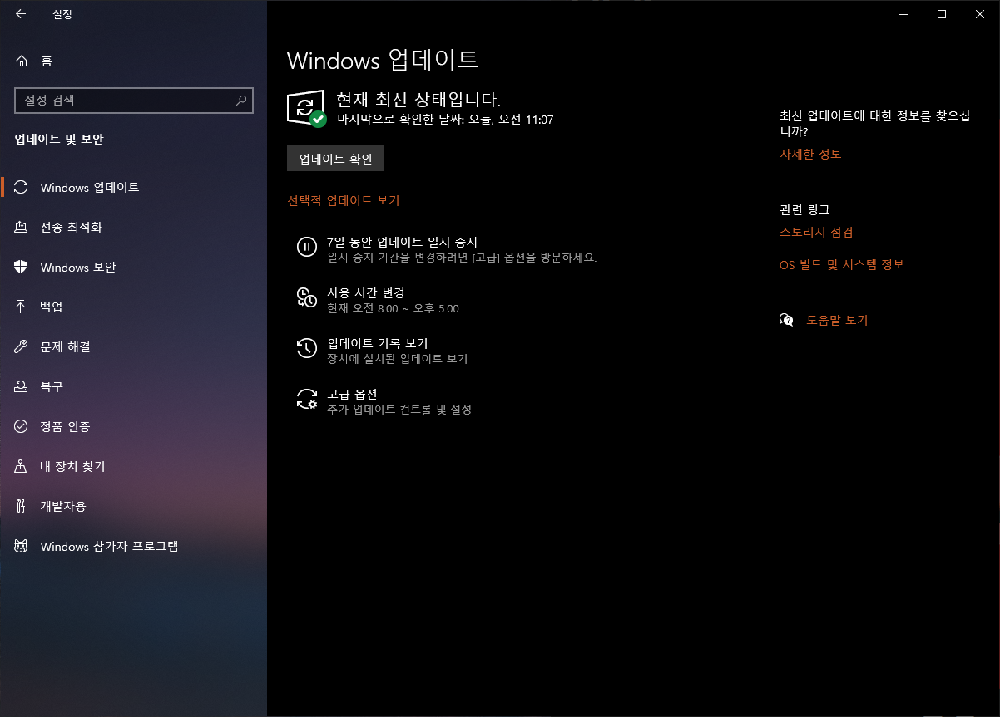 설정
홈
설정 검색
업데이트 및 보안
Windows 업데이트
전송 최적화
Windows 보안
백업
문제 해결
복구
정품 인증
내 장치 찾기
개발자용
Windows 참가자 프로그램
Windows 업데이트
현재 최신 상태입니다.
마지막으로 확인한 날짜: 오늘, 오전 11:07
업데이트 확인
선택적 업데이트 보기
7일 동안 업데이트 일시 중지
일시 중지 기간을 변경하려면 [고급] 옵션을 방문하세요.
사용 시간 변경
현재 오전 8:00 ~ 오후 5:00
업데이트 기록 보기
장치에 설치된 업데이트 보기
고급 옵션
추가 업데이트 컨트롤 및 설정
최신 업데이트에 대한 정보를 찾으십
니까?
자세한 정보
관련 링크
스토리지 점검
OS 빌드 및 시스템 정보
도움말 보기